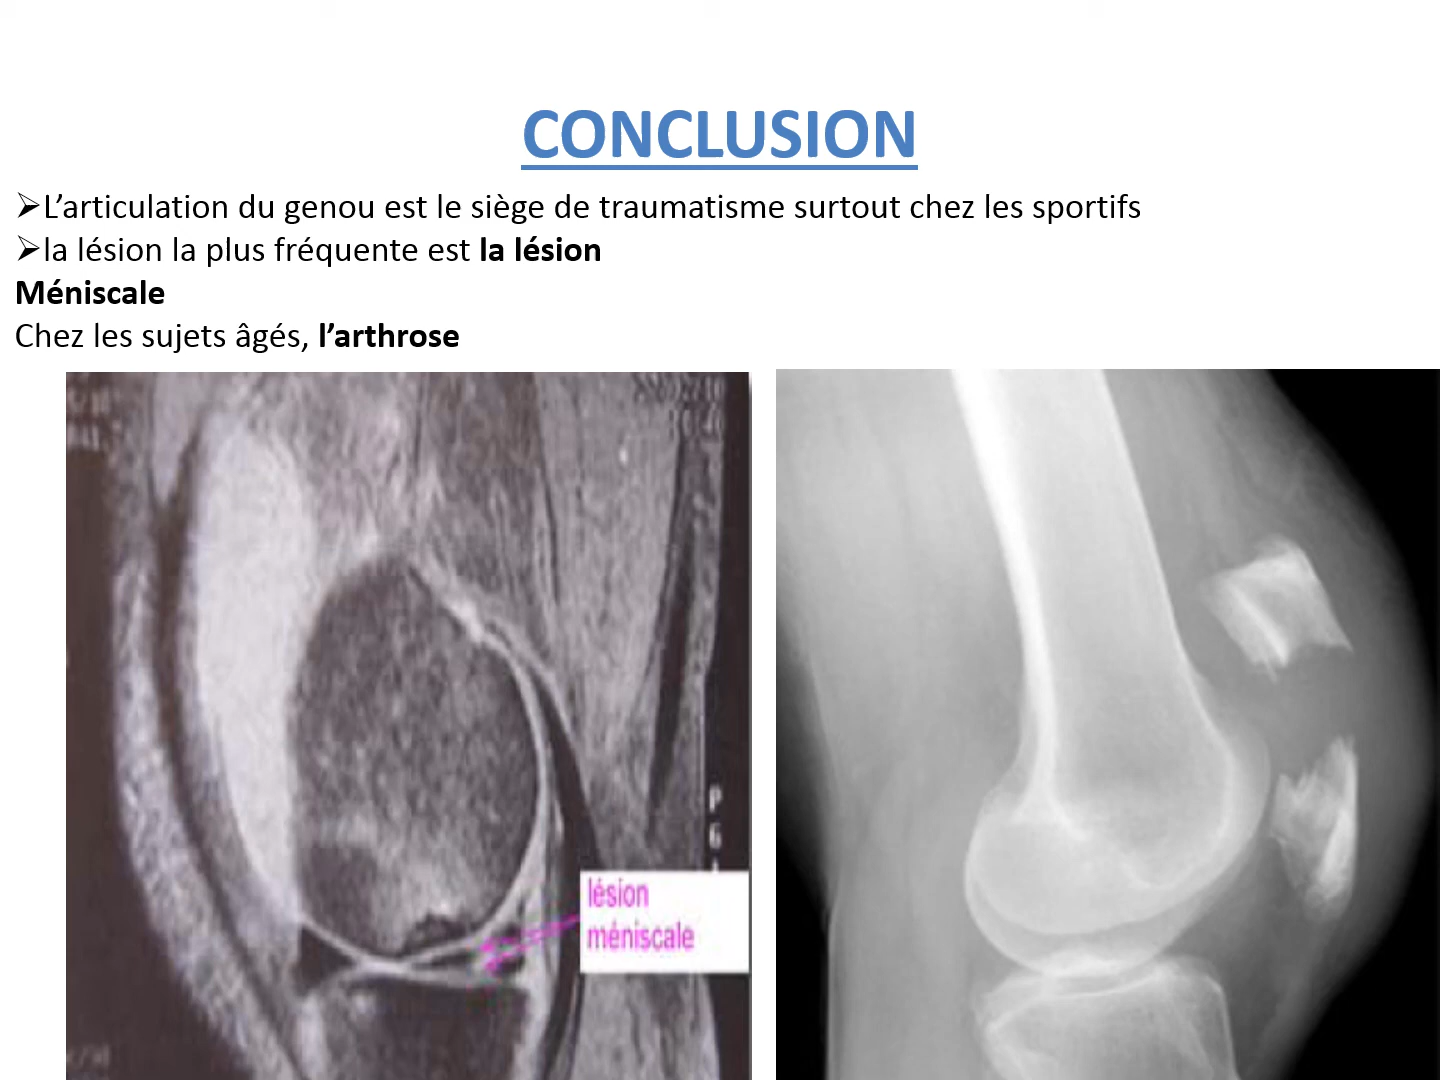 CONCLUSION
➢L’articulation du genou est le siège de traumatisme surtout chez les sportifs
➢la lésion la plus fréquente est la lésion
Méniscale
Chez les sujets âgés, l’arthrose
P
6
lésion
méniscale